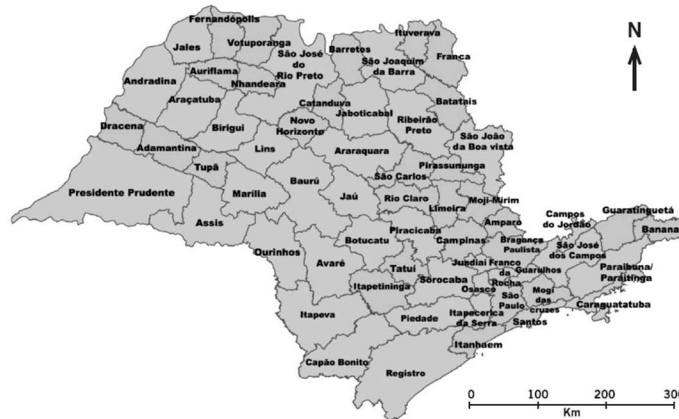 Fernandópolis
Ituverava
N
Jales
Votuporanga
São José
do
Rio Preto
Barretos
São Joaquim
da Barra
Franca
Andradina
Auriflama
Nhandeara
Araçatuba
Catanduva
Jaboticabal
Batatais
Dracena
Birigui
Novo
Horizonte
Ribeirão
Preto
São João
da Boa vista
Adamantina
Lins
Araraquara
Tupã
Pirassununga
Presidente Prudente
Marília
Baurú
São Carlos
Jaú
Rio Claro
Limeira
Moji-Mirim
Assis
Amparo
Campos
do Jordão
Guaratinguetá
Ourinhos
Botucatu
Piracicaba
Campinas
Bragança
Paulista
São José
dos Campos
Banana
Avaré
Tatuí
Jundiaí
Franco
da
Rocha
Guarulhos
Paraibuna/
Paraitinga
Itapetininga
Sorocaba
Osasco
São
Paulo
Mogi
das
cruzes
Caraguatatuba
Itapeva
Piedade
Itapecerica
da Serra
Santos
Itanhaem
Capão Bonito
Registro
0 100 200 300
Km